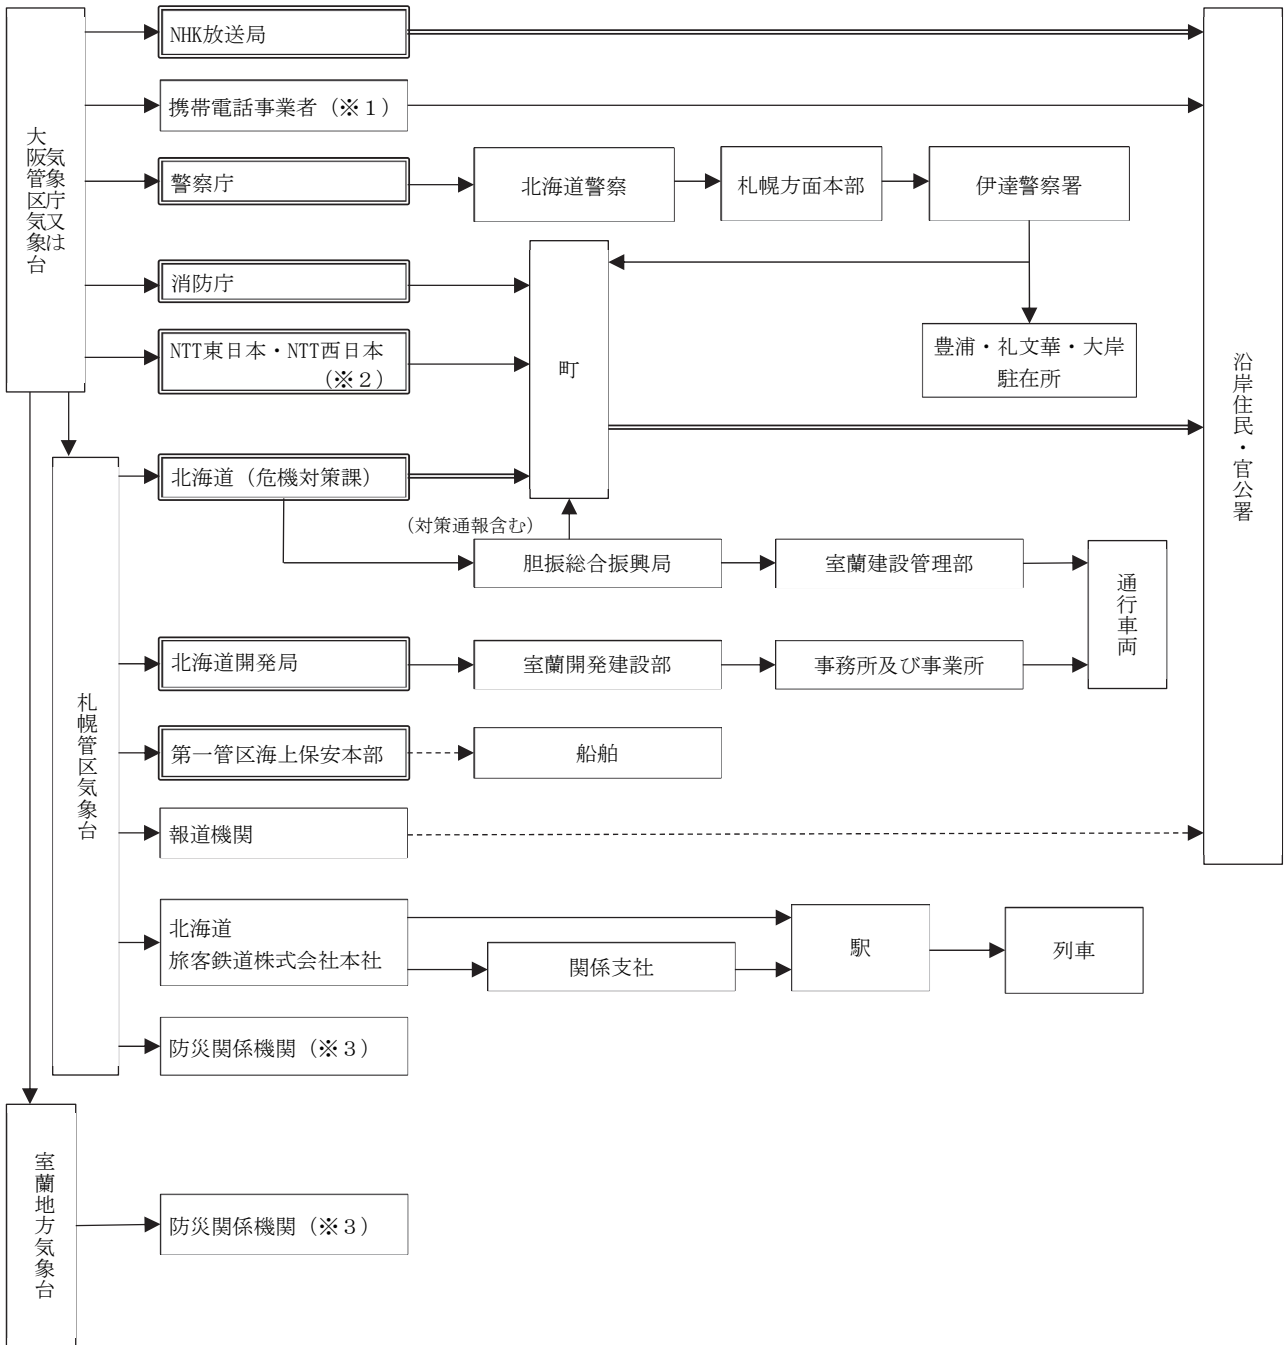 気象庁又は
大阪管区気象台
NHK放送局
携帯電話事業者（※１）
警察庁
北海道警察
札幌方面本部
伊達警察署
消防庁
NTT東日本・NTT西日本
（※２）
町
豊浦・礼文華・大岸
駐在所
沿岸住民・官公署
北海道（危機対策課）
（対策通報含む）
胆振総合振興局
室蘭建設管理部
通行車両
北海道開発局
室蘭開発建設部
事務所及び事業所
札幌管区気象台
第一管区海上保安本部
船舶
報道機関
北海道
旅客鉄道株式会社本社
関係支社
駅
列車
防災関係機関（※３）
室蘭地方気象台
防災関係機関（※３）